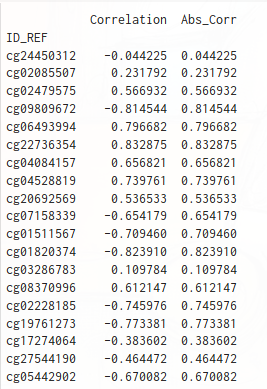 Correlation Abs_Corr
ID_REF
cg24450312 -0.044225 0.044225
cg02085507 0.231792 0.231792
cg02479575 0.566932 0.566932
cg09809672 -0.814544 0.814544
cg06493994 0.796682 0.796682
cg22736354 0.832875 0.832875
cg04084157 0.656821 0.656821
cg04528819 0.739761 0.739761
cg20692569 0.536533 0.536533
cg07158339 -0.654179 0.654179
cg01511567 -0.709460 0.709460
cg01820374 -0.823910 0.823910
cg03286783 0.109784 0.109784
cg08370996 0.612147 0.612147
cg02228185 -0.745976 0.745976
cg19761273 -0.773381 0.773381
cg17274064 -0.383602 0.383602
cg27544190 -0.464472 0.464472
cg05442902 -0.670082 0.670082